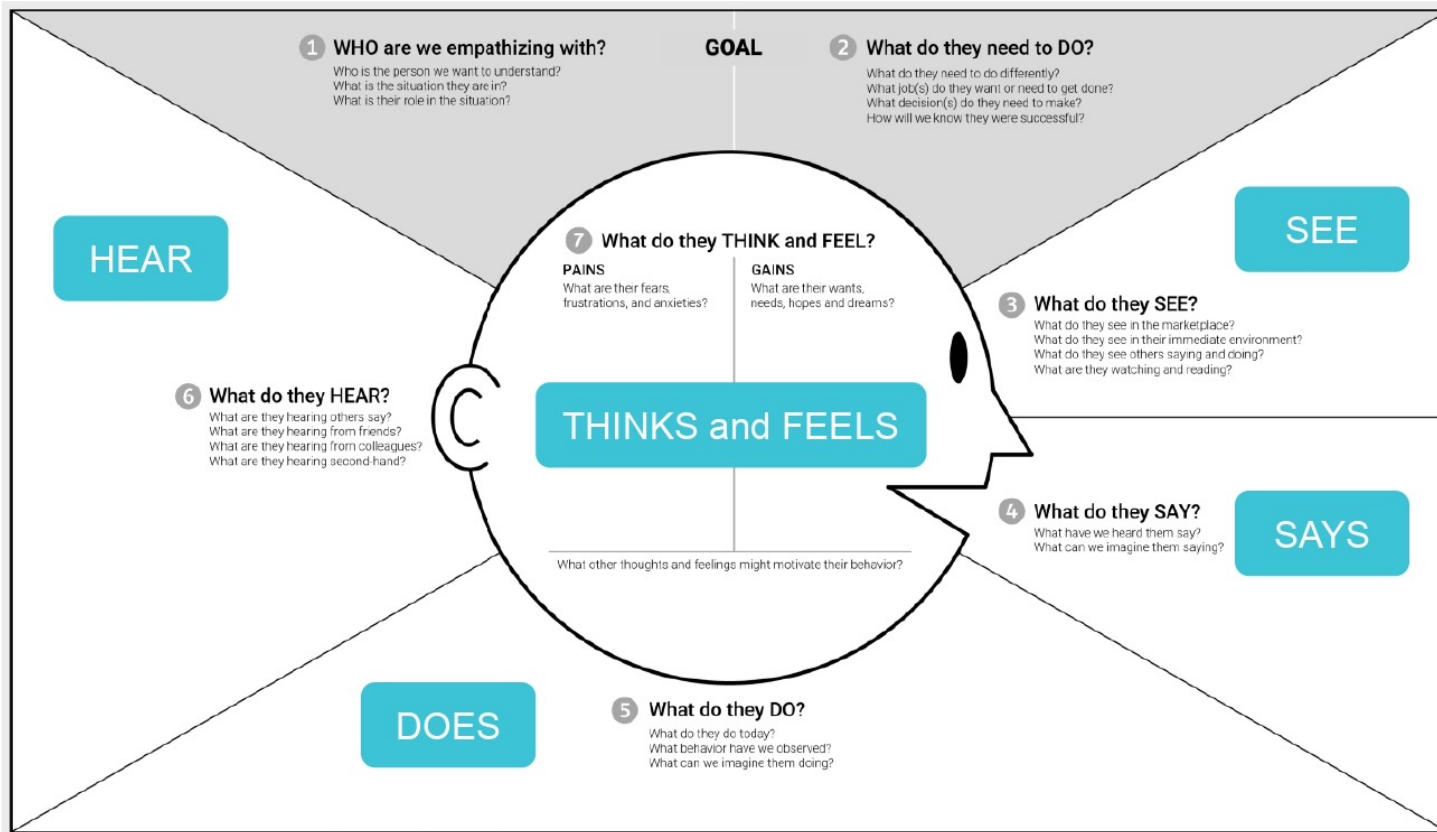 GOAL
1 WHO are we empathizing with?
Who is the person we want to understand?
What is the situation they are in?
What is their role in the situation?
2 What do they need to DO?
What do they need to do differently?
What job(s) do they want or need to get done?
What decision(s) do they need to make?
How will we know they were successful?
SEE
3 What do they SEE?
What do they see in the marketplace?
What do they see in their immediate environment?
What do they see others saying and doing?
What are they watching and reading?
SAYS
4 What do they SAY?
What have we heard them say?
What can we imagine them saying?
DOES
5 What do they DO?
What do they do today?
What behavior have we observed?
What can we imagine them doing?
HEAR
6 What do they HEAR?
What are they hearing others say?
What are they hearing from friends?
What are they hearing from colleagues?
What are they hearing second-hand?
7 What do they THINK and FEEL?
PAINS
What are their fears,
frustrations, and anxieties?
GAINS
What are their wants,
needs, hopes and dreams?
THINKS and FEELS
What other thoughts and feelings might motivate their behavior?